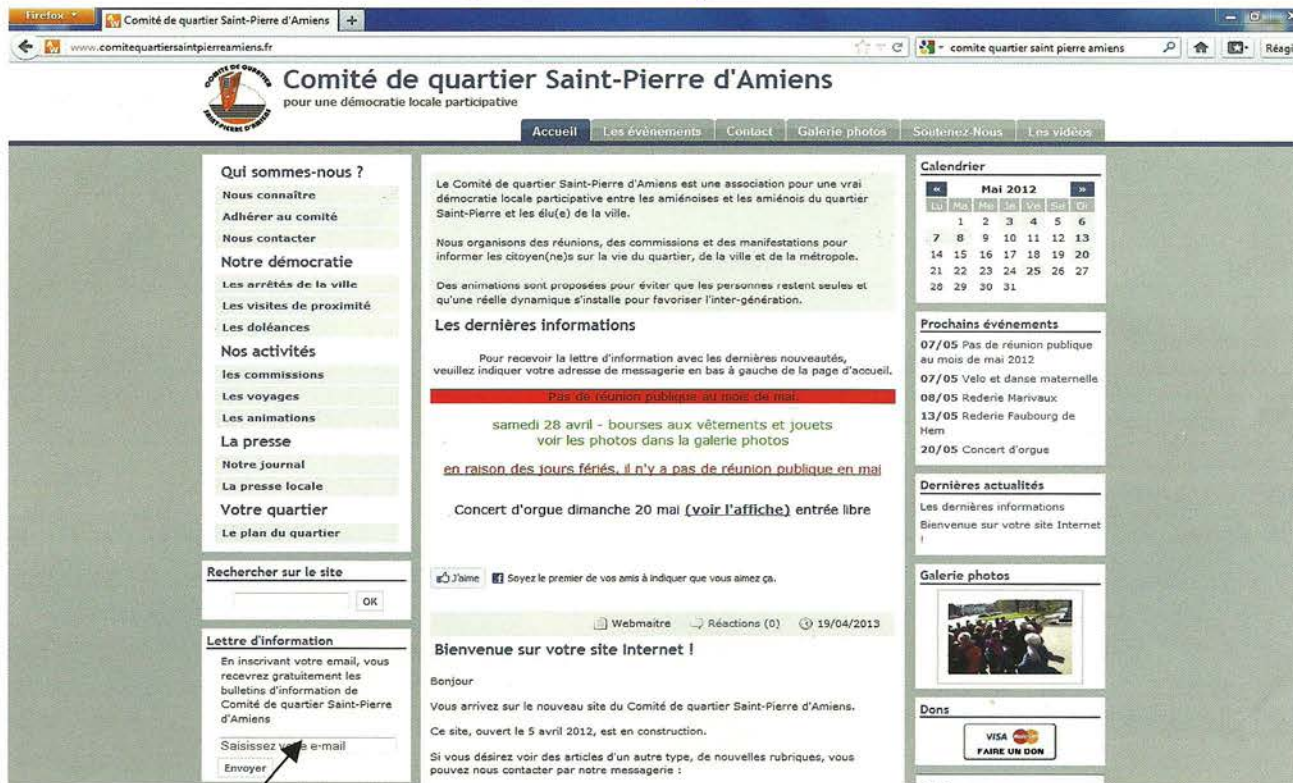 Firefox
Comité de quartier Saint-Pierre d'Amiens
www.comitequartiersaintpierreamiens.fr
comite quartier saint pierre amiens
Réagi
COMITE DE QUARTIER
SAINT-PIERRE D'AMIENS
Comité de quartier Saint-Pierre d'Amiens
pour une démocratie locale participative
Accueil
Les événements
Contact
Galerie photos
Soutenez-Nous
Les vidéos
Qui sommes-nous ?
Nous connaître
Adhérer au comité
Nous contacter
Notre démocratie
Les arrêtés de la ville
Les visites de proximité
Les doléances
Nos activités
les commissions
Les voyages
Les animations
La presse
Notre journal
La presse locale
Votre quartier
Le plan du quartier
Rechercher sur le site
OK
Lettre d'information
En inscrivant votre email, vous
recevrez gratuitement les
bulletins d'information de
Comité de quartier Saint-Pierre
d'Amiens
Saisissez votre e-mail
Envoyer
Le Comité de quartier Saint-Pierre d'Amiens est une association pour une vrai
démocratie locale participative entre les amiénoises et les amiénois du quartier
Saint-Pierre et les élu(e) de la ville.
Nous organisons des réunions, des commissions et des manifestations pour
informer les citoyen(ne)s sur la vie du quartier, de la ville et de la métropole.
Des animations sont proposées pour éviter que les personnes restent seules et
qu'une réelle dynamique s'installe pour favoriser l'inter-génération.
Les dernières informations
Pour recevoir la lettre d'information avec les dernières nouveautés,
veuillez indiquer votre adresse de messagerie en bas à gauche de la page d'accueil.
Pas de réunion publique au mois de mai.
samedi 28 avril - bourses aux vêtements et jouets
voir les photos dans la galerie photos
en raison des jours fériés, il n'y a pas de réunion publique en mai
Concert d'orgue dimanche 20 mai (voir l'affiche) entrée libre
J'aime
Soyez le premier de vos amis à indiquer que vous aimez ça.
Webmaitre Réactions (0) 19/04/2013
Bienvenue sur votre site Internet !
Bonjour
Vous arrivez sur le nouveau site du Comité de quartier Saint-Pierre d'Amiens.
Ce site, ouvert le 5 avril 2012, est en construction.
Si vous désirez voir des articles d'un autre type, de nouvelles rubriques, vous
pouvez nous contacter par notre messagerie :
Calendrier
« Mai 2012 »
Lu Ma Me Je Ve Sa Di
1 2 3 4 5 6
7 8 9 10 11 12 13
14 15 16 17 18 19 20
21 22 23 24 25 26 27
28 29 30 31
Prochains événements
07/05 Pas de réunion publique
au mois de mai 2012
07/05 Velo et danse maternelle
08/05 Rederie Marivaux
13/05 Rederie Faubourg de
Hem
20/05 Concert d'orgue
Dernières actualités
Les dernières informations
Bienvenue sur votre site Internet
!
Galerie photos
Dons
VISA
FAIRE UN DON